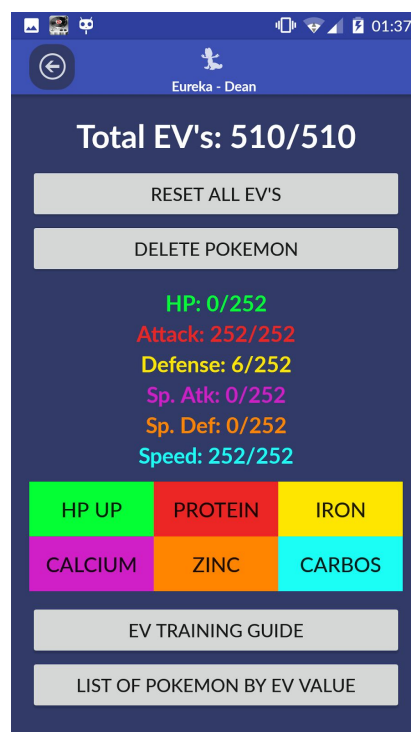 01:37
Eureka - Dean
Total EV's: 510/510
RESET ALL EV'S
DELETE POKEMON
HP: 0/252
Attack: 252/252
Defense: 6/252
Sp. Atk: 0/252
Sp. Def: 0/252
Speed: 252/252
HP UP PROTEIN IRON
CALCIUM ZINC CARBOS
EV TRAINING GUIDE
LIST OF POKEMON BY EV VALUE